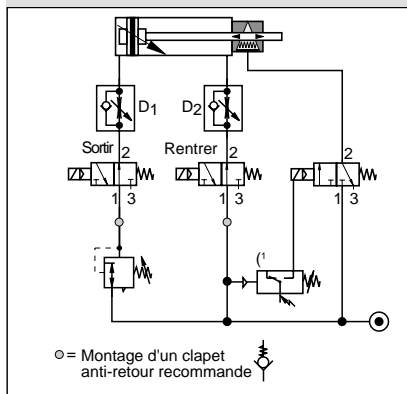 D1
D2
Sortir
2
Rentrer
2
2
1 3
1 3
1 3
(1
= Montage d'un clapet
anti-retour recommande